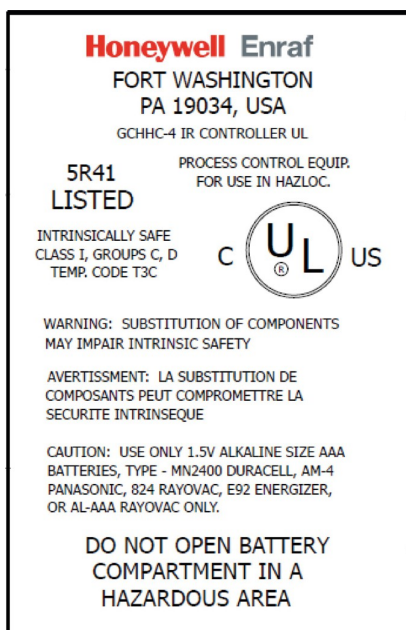 Honeywell Enraf
FORT WASHINGTON
PA 19034, USA
GCHHC-4 IR CONTROLLER UL
5R41
LISTED
PROCESS CONTROL EQUIP.
FOR USE IN HAZLOC.
INTRINSICALLY SAFE
CLASS I, GROUPS C, D
TEMP. CODE T3C
C UL ® US
WARNING: SUBSTITUTION OF COMPONENTS
MAY IMPAIR INTRINSIC SAFETY
AVERTISSMENT: LA SUBSTITUTION DE
COMPOSANTS PEUT COMPROMETTRE LA
SECURITE INTRINSEQUE
CAUTION: USE ONLY 1.5V ALKALINE SIZE AAA
BATTERIES, TYPE - MN2400 DURACELL, AM-4
PANASONIC, 824 RAYOVAC, E92 ENERGIZER,
OR AL-AAA RAYOVAC ONLY.
DO NOT OPEN BATTERY
COMPARTMENT IN A
HAZARDOUS AREA